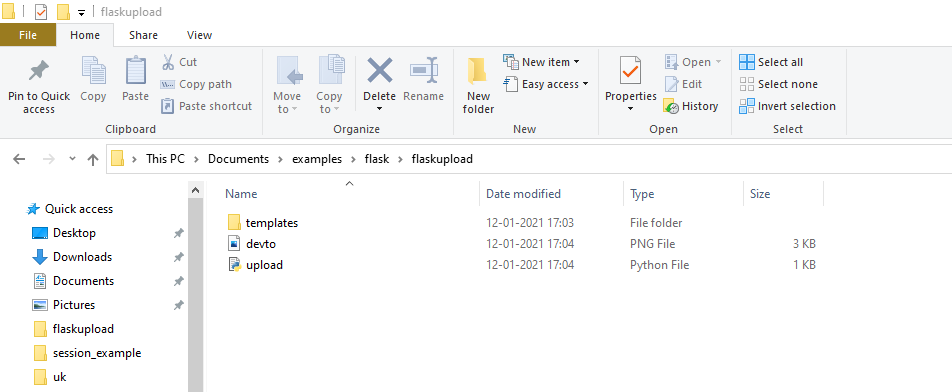 flaskupload
File Home Share View
Pin to Quick access
Copy
Paste
Cut
Copy path
Paste shortcut
Clipboard
Move to
Copy to
Delete
Rename
Organize
New folder
New item
Easy access
New
Properties
Open
Edit
History
Open
Select all
Select none
Invert selection
Select
This PC > Documents > examples > flask > flaskupload
Name Date modified Type Size
Quick access
Desktop
Downloads
Documents
Pictures
flaskupload
session_example
uk
templates 12-01-2021 17:03 File folder
devto 12-01-2021 17:04 PNG File 3 KB
upload 12-01-2021 17:04 Python File 1 KB